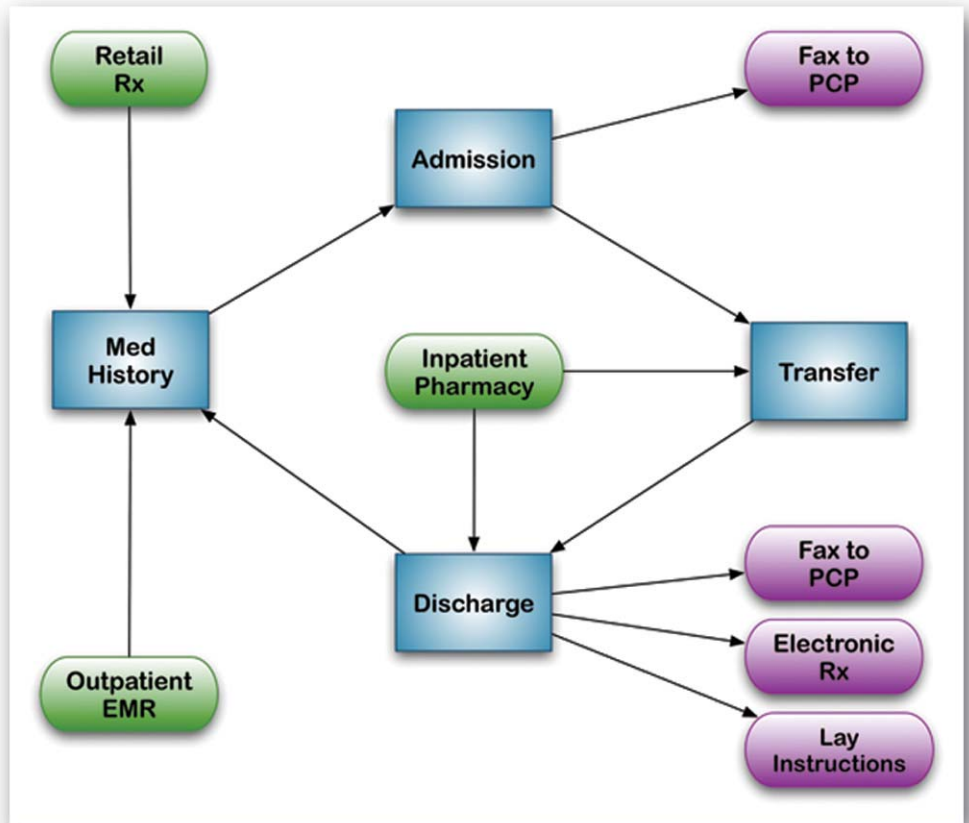 Retail
Rx
Fax to
PCP
Admission
Med
History
Inpatient
Pharmacy
Transfer
Discharge
Fax to
PCP
Electronic
Rx
Outpatient
EMR
Lay
Instructions